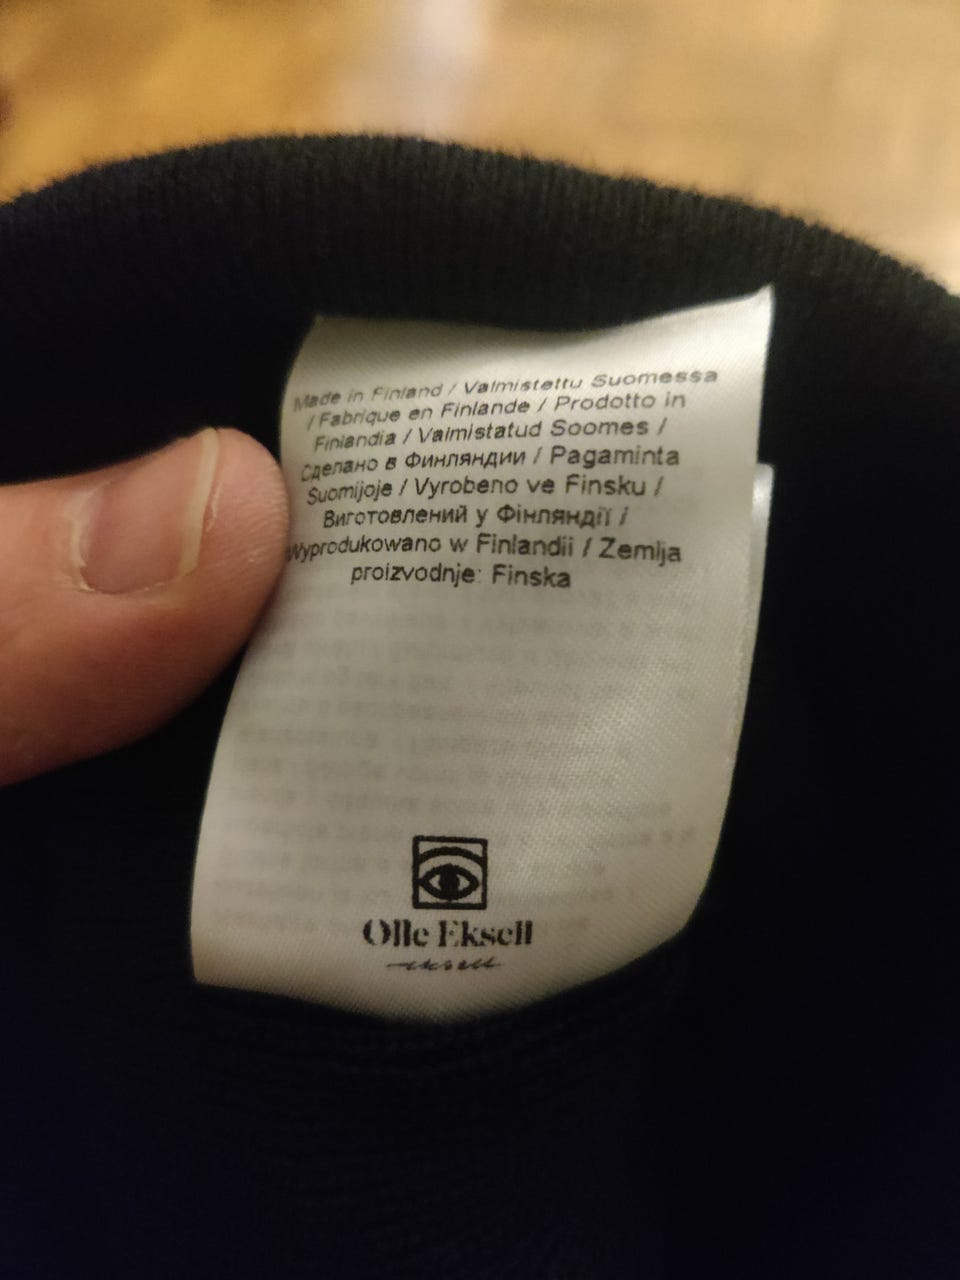 Made in Finland / Valmistettu Suomessa
/ Fabrique en Finlande / Prodotto in
Finlandia / Valmistatud Soomes /
Сделано в Финляндии / Pagaminta
Suomijoje / Vyrobeno ve Finsku /
Виготовлений у Фінляндії /
Wyprodukowano w Finlandii / Zemlja
proizvodnje: Finska
Olle Eksell
eksell